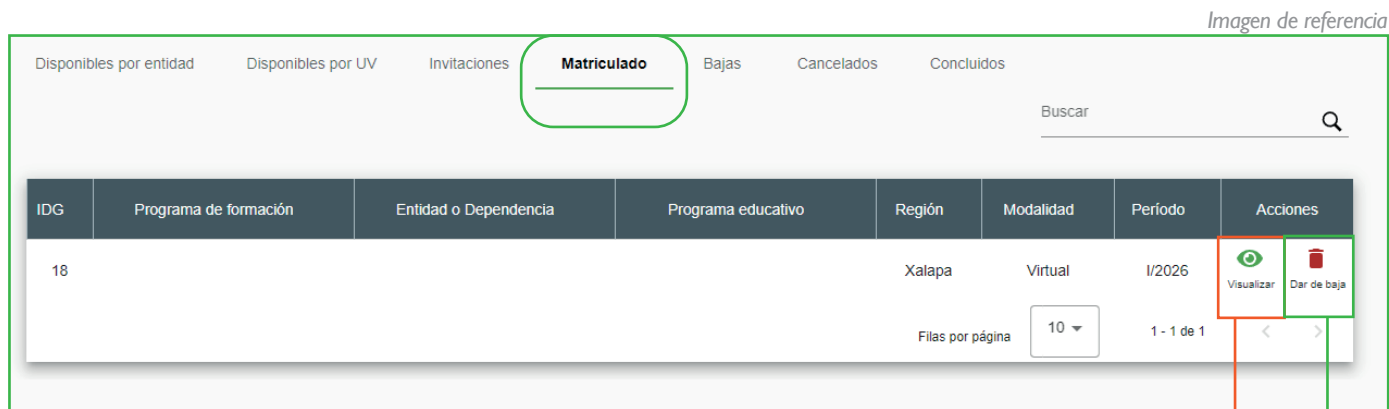 Imagen de referencia
Disponibles por entidad Disponibles por UV Invitaciones Matriculado Bajas Cancelados Concluidos
Buscar
IDG Programa de formación Entidad o Dependencia Programa educativo Región Modalidad Período Acciones
18 Xalapa Virtual I/2026
Visualizar Dar de baja
Filas por página 10 1 - 1 de 1